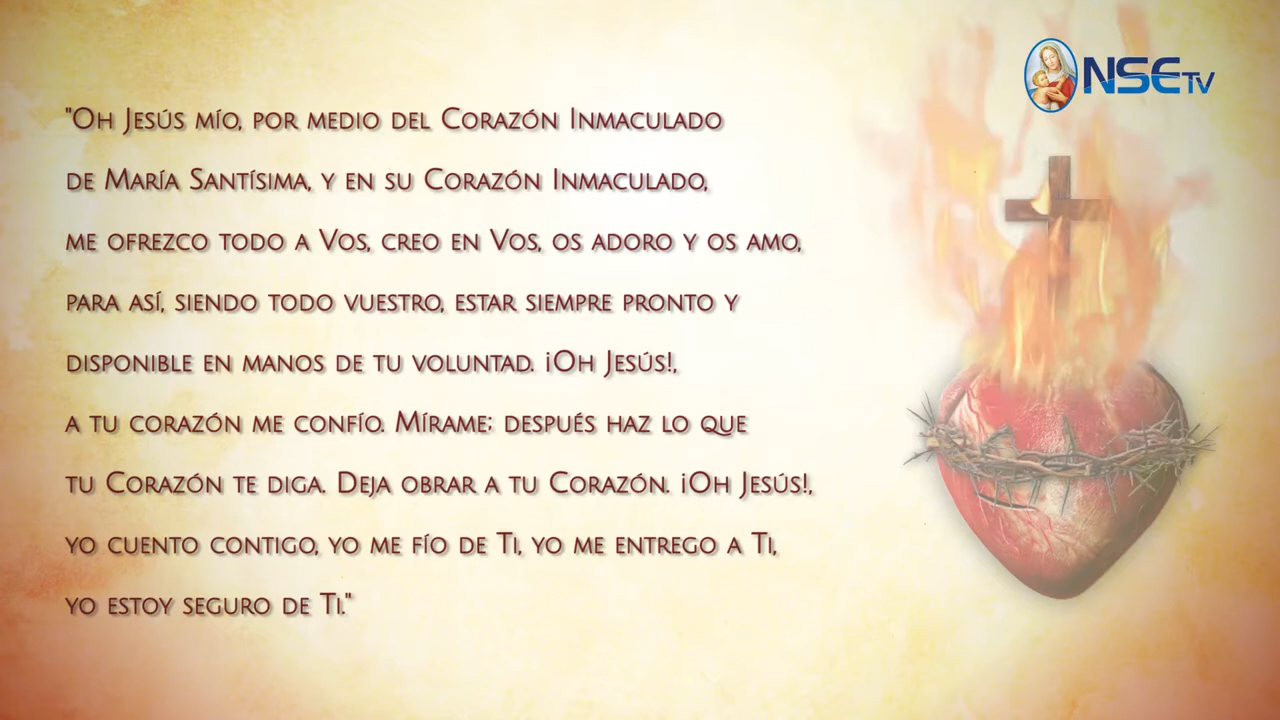 NSE TV
"Oh Jesús mío, por medio del Corazón Inmaculado
de María Santísima, y en su Corazón Inmaculado,
me ofrezco todo a Vos, creo en Vos, os adoro y os amo,
para así, siendo todo vuestro, estar siempre pronto y
disponible en manos de tu voluntad. ¡Oh Jesús!,
a tu corazón me confío. Mírame; después haz lo que
tu Corazón te diga. Deja obrar a tu Corazón. ¡Oh Jesús!,
yo cuento contigo, yo me fío de Ti, yo me entrego a Ti,
yo estoy seguro de Ti."